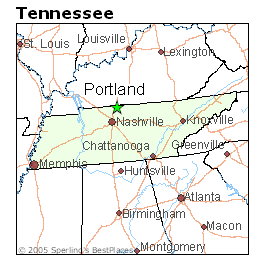 Tennessee
St. Louis
Louisville
Lexington
Portland
Nashville
Knoxville
Chattanooga
Greenville
Memphis
Huntsville
Atlanta
Birmingham
Macon
Montgomery
© 2005 Sperling's BestPlaces